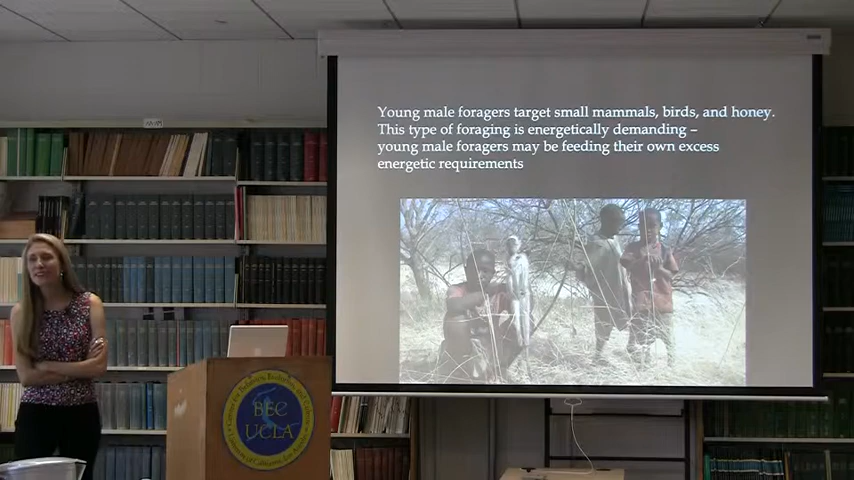 Young male foragers target small mammals, birds, and honey.
This type of foraging is energetically demanding –
young male foragers may be feeding their own excess
energetic requirements
BEC
UCLA